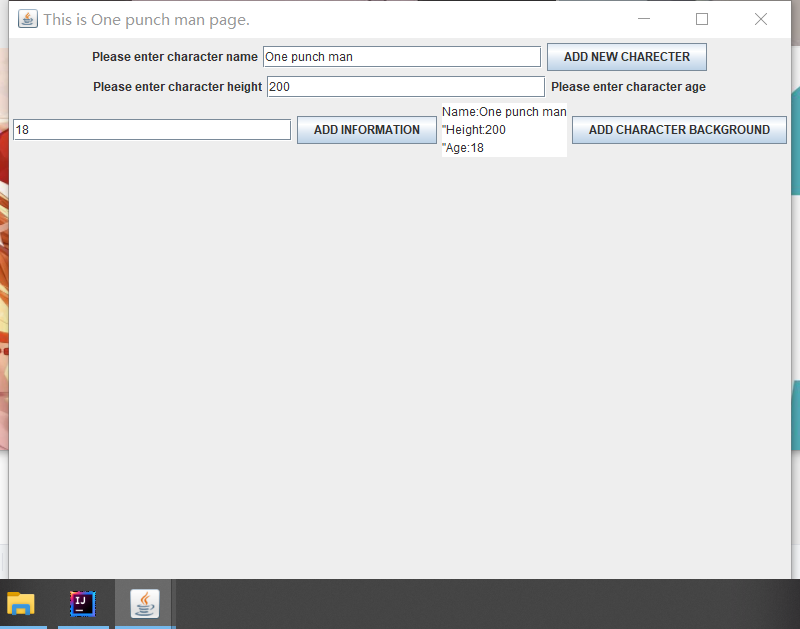 This is One punch man page.
Please enter character name One punch man ADD NEW CHARECTER
Please enter character height 200 Please enter character age
18 ADD INFORMATION
Name:One punch man
"Height:200
"Age:18
ADD CHARACTER BACKGROUND
IJ